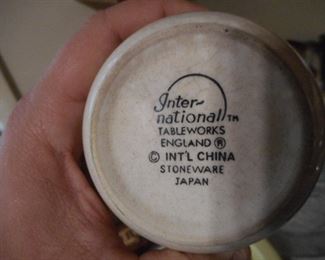 Inter-
national TM
TABLEWORKS
ENGLAND ®
© INT'L CHINA
STONEWARE
JAPAN